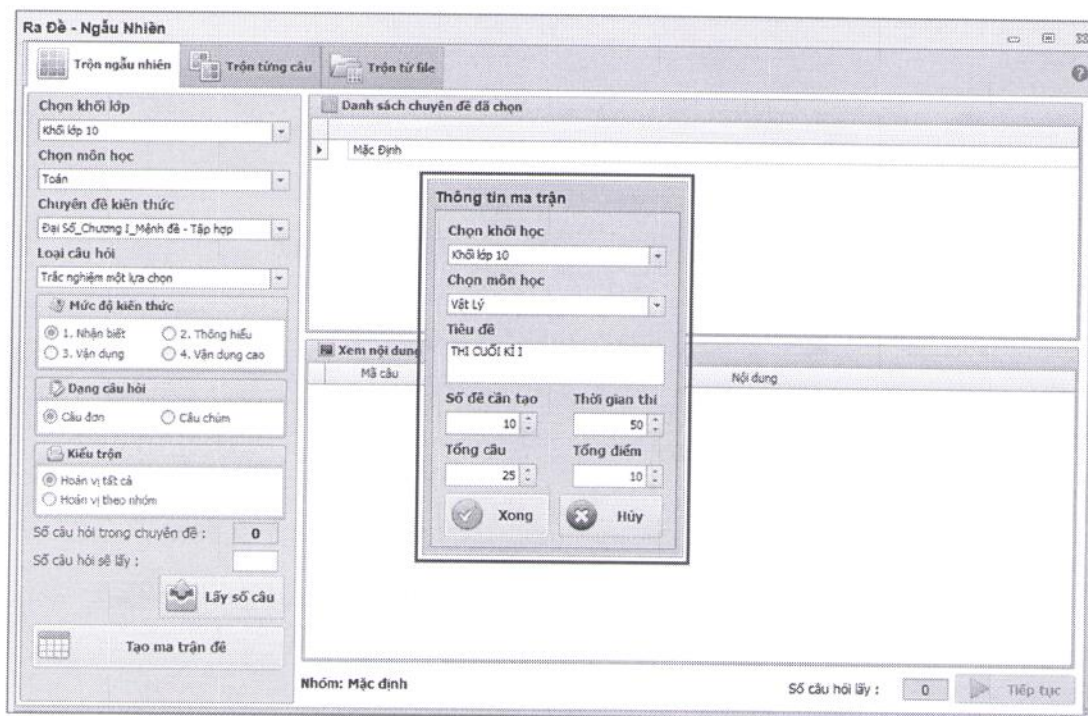 Ra Đề - Ngẫu Nhiên
Trộn ngẫu nhiên
Trộn từng câu
Trộn từ file
Chọn khối lớp
Khối lớp 10
Chọn môn học
Toán
Chuyên đề kiến thức
Đại Số_Chương I_Mệnh đề - Tập hợp
Loại câu hỏi
Trắc nghiệm một lựa chọn
Mức độ kiến thức
1. Nhận biết
2. Thông hiểu
3. Vận dụng
4. Vận dụng cao
Dạng câu hỏi
Câu đơn
Câu chùm
Kiểu trộn
Hoán vị tất cả
Hoán vị theo nhóm
Số câu hỏi trong chuyên đề : 0
Số câu hỏi sẽ lấy :
Lấy số câu
Tạo ma trận đề
Danh sách chuyên đề đã chọn
Mặc Định
Thông tin ma trận
Chọn khối học
Khối lớp 10
Chọn môn học
Vật Lý
Tiêu đề
THI CUỐI KÌ I
Số đề cần tạo
Thời gian thi
10
50
Tổng câu
Tổng điểm
25
10
Xong
Hủy
Xem nội dung
Mã câu
Nội dung
Nhóm: Mặc định
Số câu hỏi lấy : 0
Tiếp tục